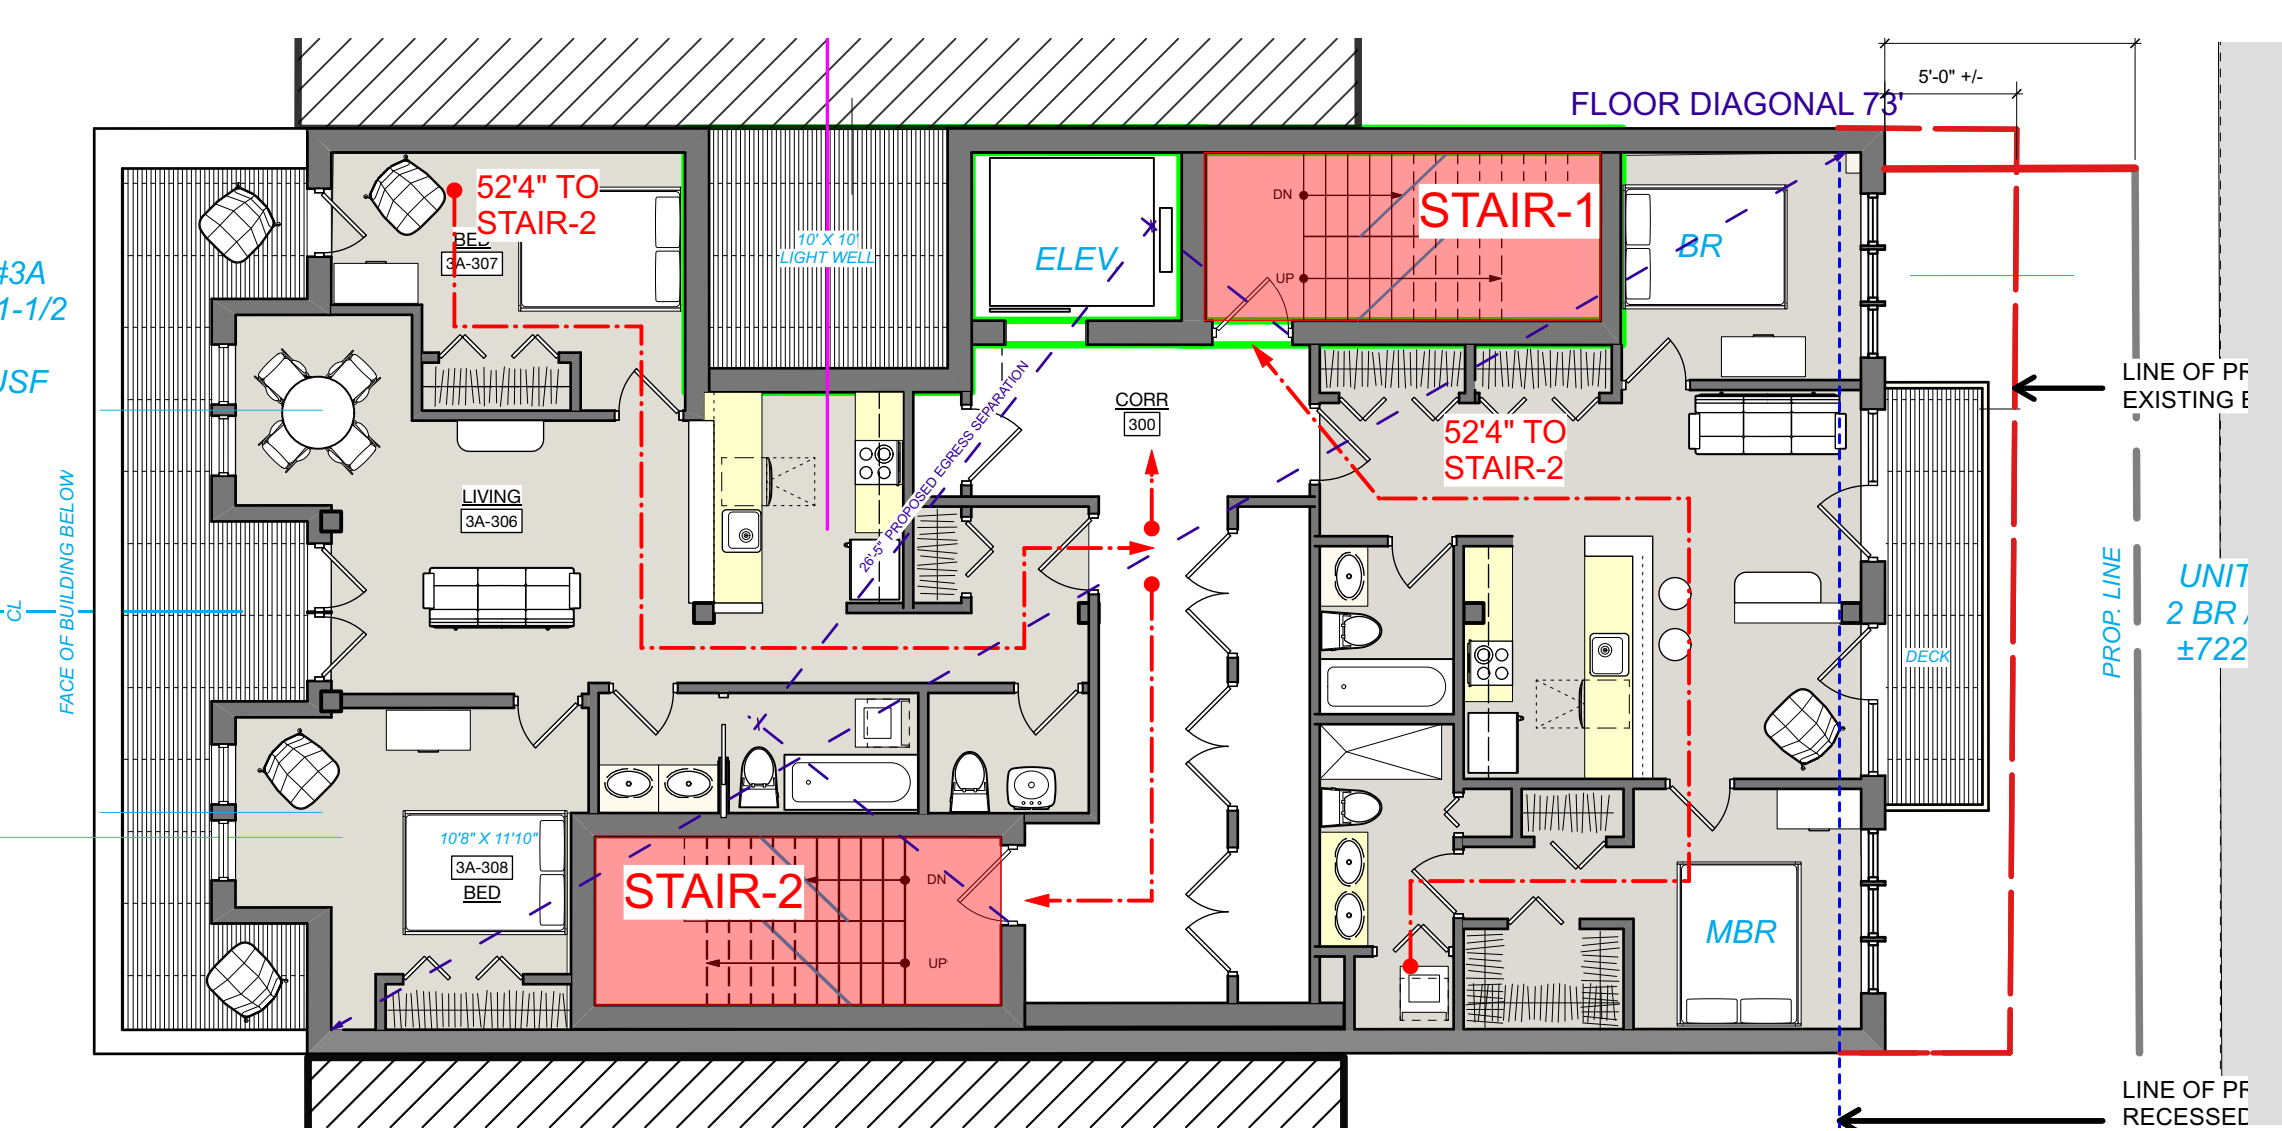 FLOOR DIAGONAL 73'
5'-0" +/-
52'4" TO
STAIR-2
BED
3A-307
10' X 10'
LIGHT WELL
ELEV
DN
UP
STAIR-1
BR
#3A
1-1/2
USF
LINE OF PR
EXISTING E
CORR
300
52'4" TO
STAIR-2
26'-5" PROPOSED EGRESS SEPARATION
LIVING
3A-306
FACE OF BUILDING BELOW
CL
PROP. LINE
UNIT
2 BR
±722
DECK
10'8" X 11'10"
3A-308
BED
STAIR-2
DN
UP
MBR
LINE OF PR
RECESSED